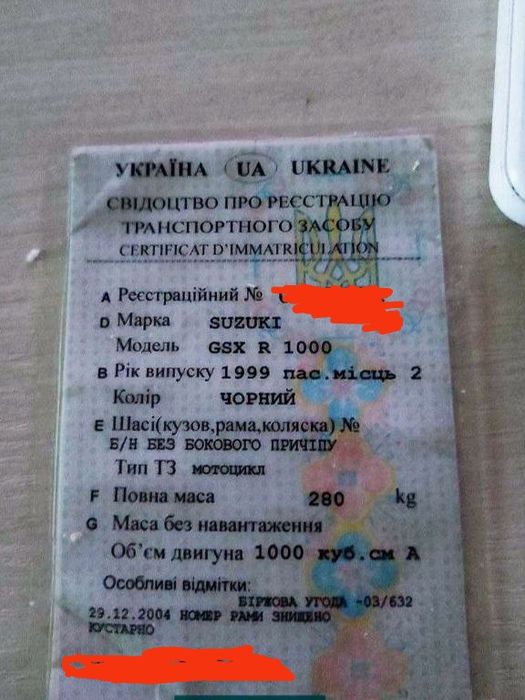 УКРАЇНА UA UKRAINE
СВІДОЦТВО ПРО РЕЄСТРАЦІЮ
ТРАНСПОРТНОГО ЗАСОБУ
CERTIFICAT D'IMMATRICULATION
A Реєстраційний №
D Марка SUZUKI
Модель GSX R 1000
B Рік випуску 1999 пас.місць 2
Колір ЧОРНИЙ
E Шасі(кузов,рама,коляска) №
Б/Н БЕЗ БОКОВОГО ПРИЧІПУ
Тип ТЗ МОТОЦИКЛ
F Повна маса 280 kg
G Маса без навантаження
Об'єм двигуна 1000 куб.см А
Особливі відмітки:
БІРЖОВА УГОДА -03/632
29.12.2004 НОМЕР РАМИ ЗНИЩЕНО
КУСТАРНО